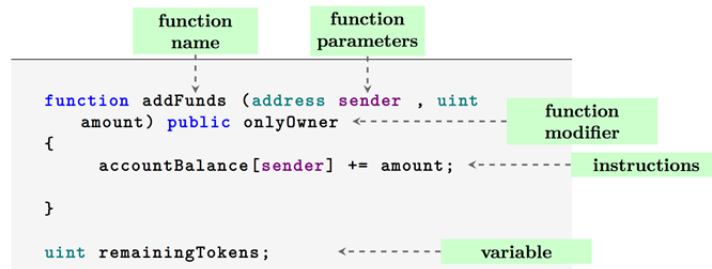 function
name
function
parameters
function addFunds (address sender , uint
amount) public onlyOwner
function
modifier
{
accountBalance[sender] += amount;
instructions
}
uint remainingTokens;
variable